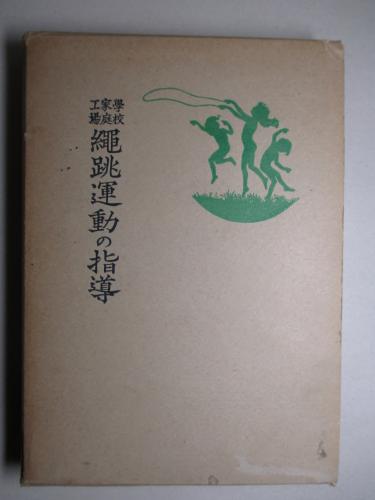 學校
家庭
工場
繩跳運動の指導